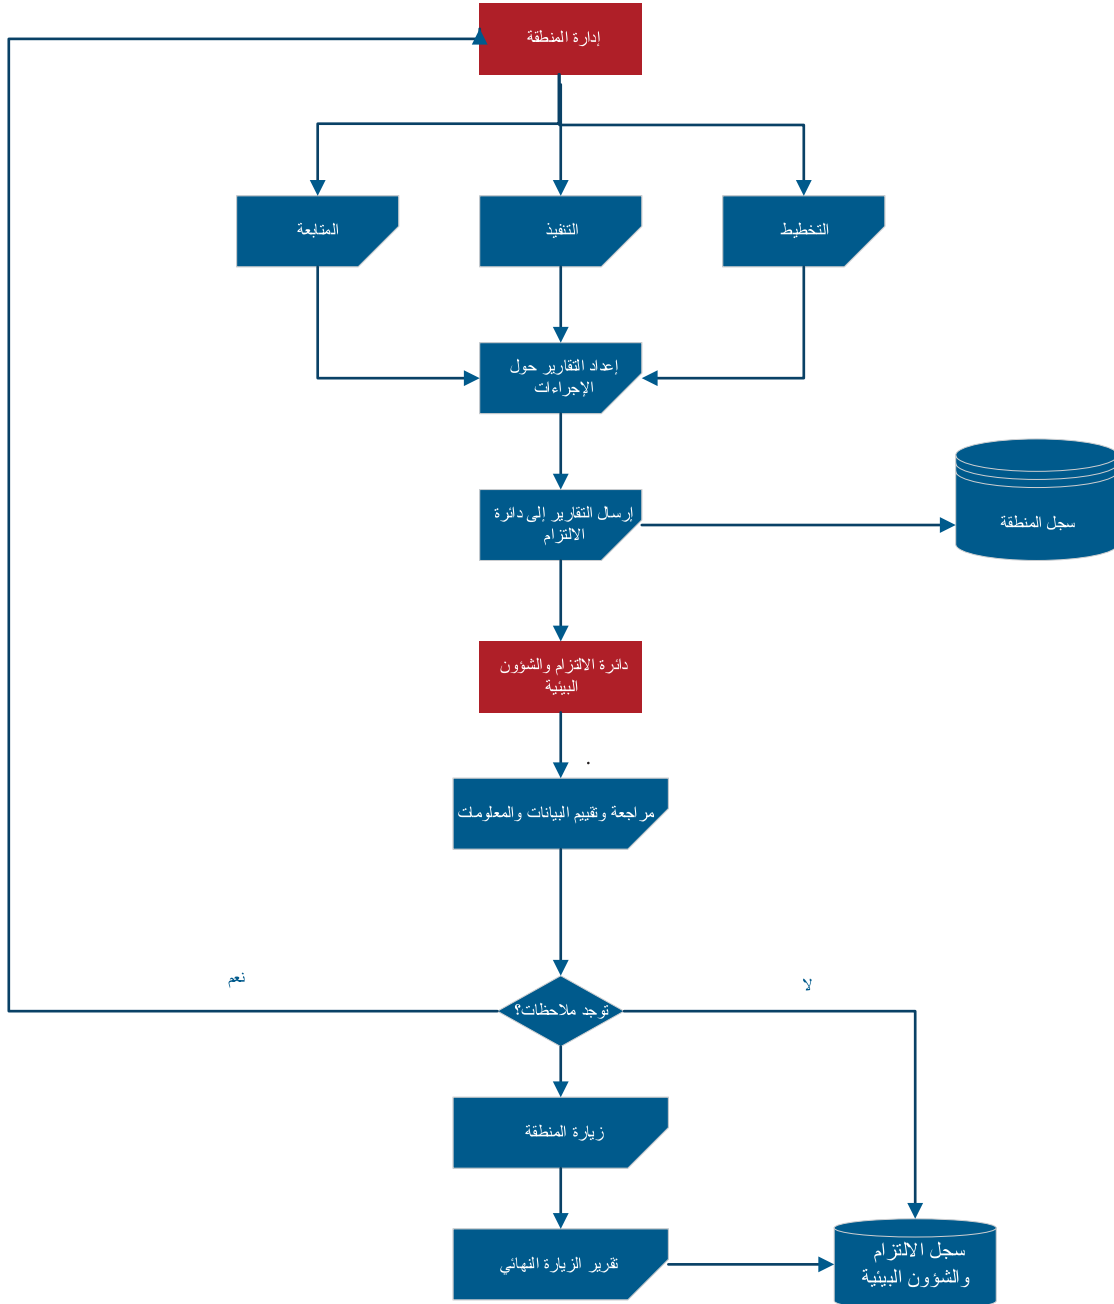 إدارة المنطقة
التخطيط
التنفيذ
المتابعة
إعداد التقارير حول
الإجراءات
إرسال التقارير إلى دائرة
الالتزام
سجل المنطقة
دائرة الالتزام والشؤون
البيئية
.
مراجعة وتقييم البيانات والمعلومات
لا
نعم
توجد ملاحظات؟
زيارة المنطقة
تقرير الزيارة النهائي
سجل الالتزام
والشؤون البيئية